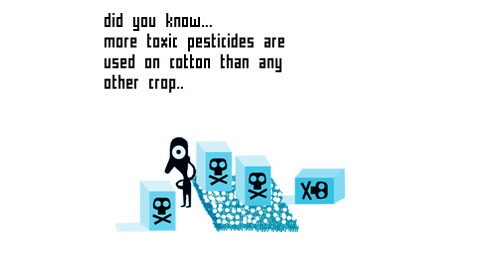 did you know...
more toxic pesticides are
used on cotton than any
other crop..